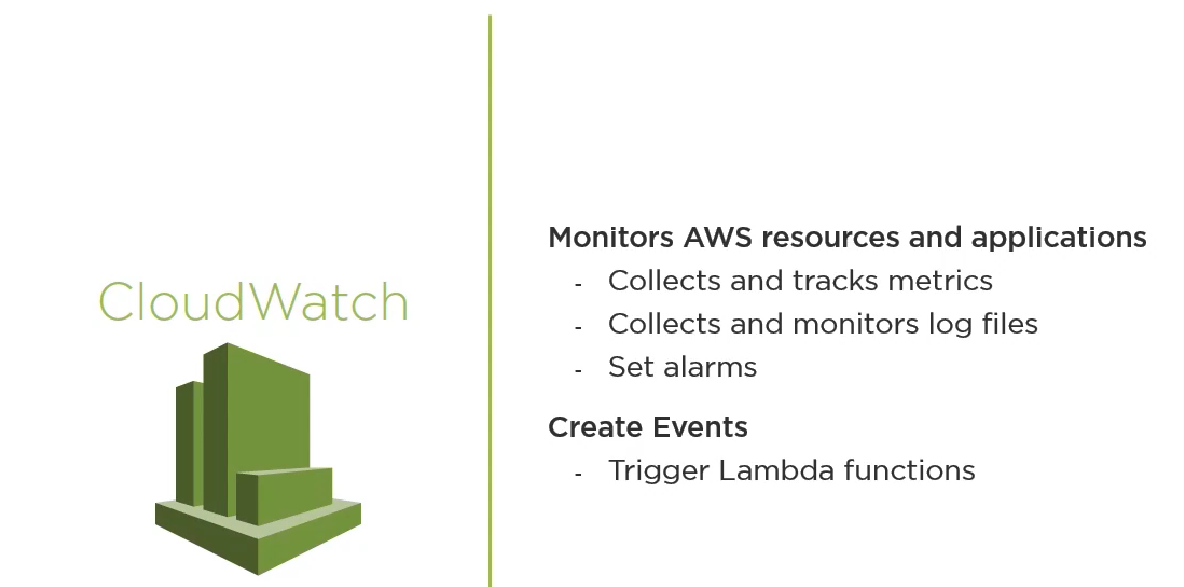 CloudWatch
Monitors AWS resources and applications
- Collects and tracks metrics
- Collects and monitors log files
- Set alarms
Create Events
- Trigger Lambda functions